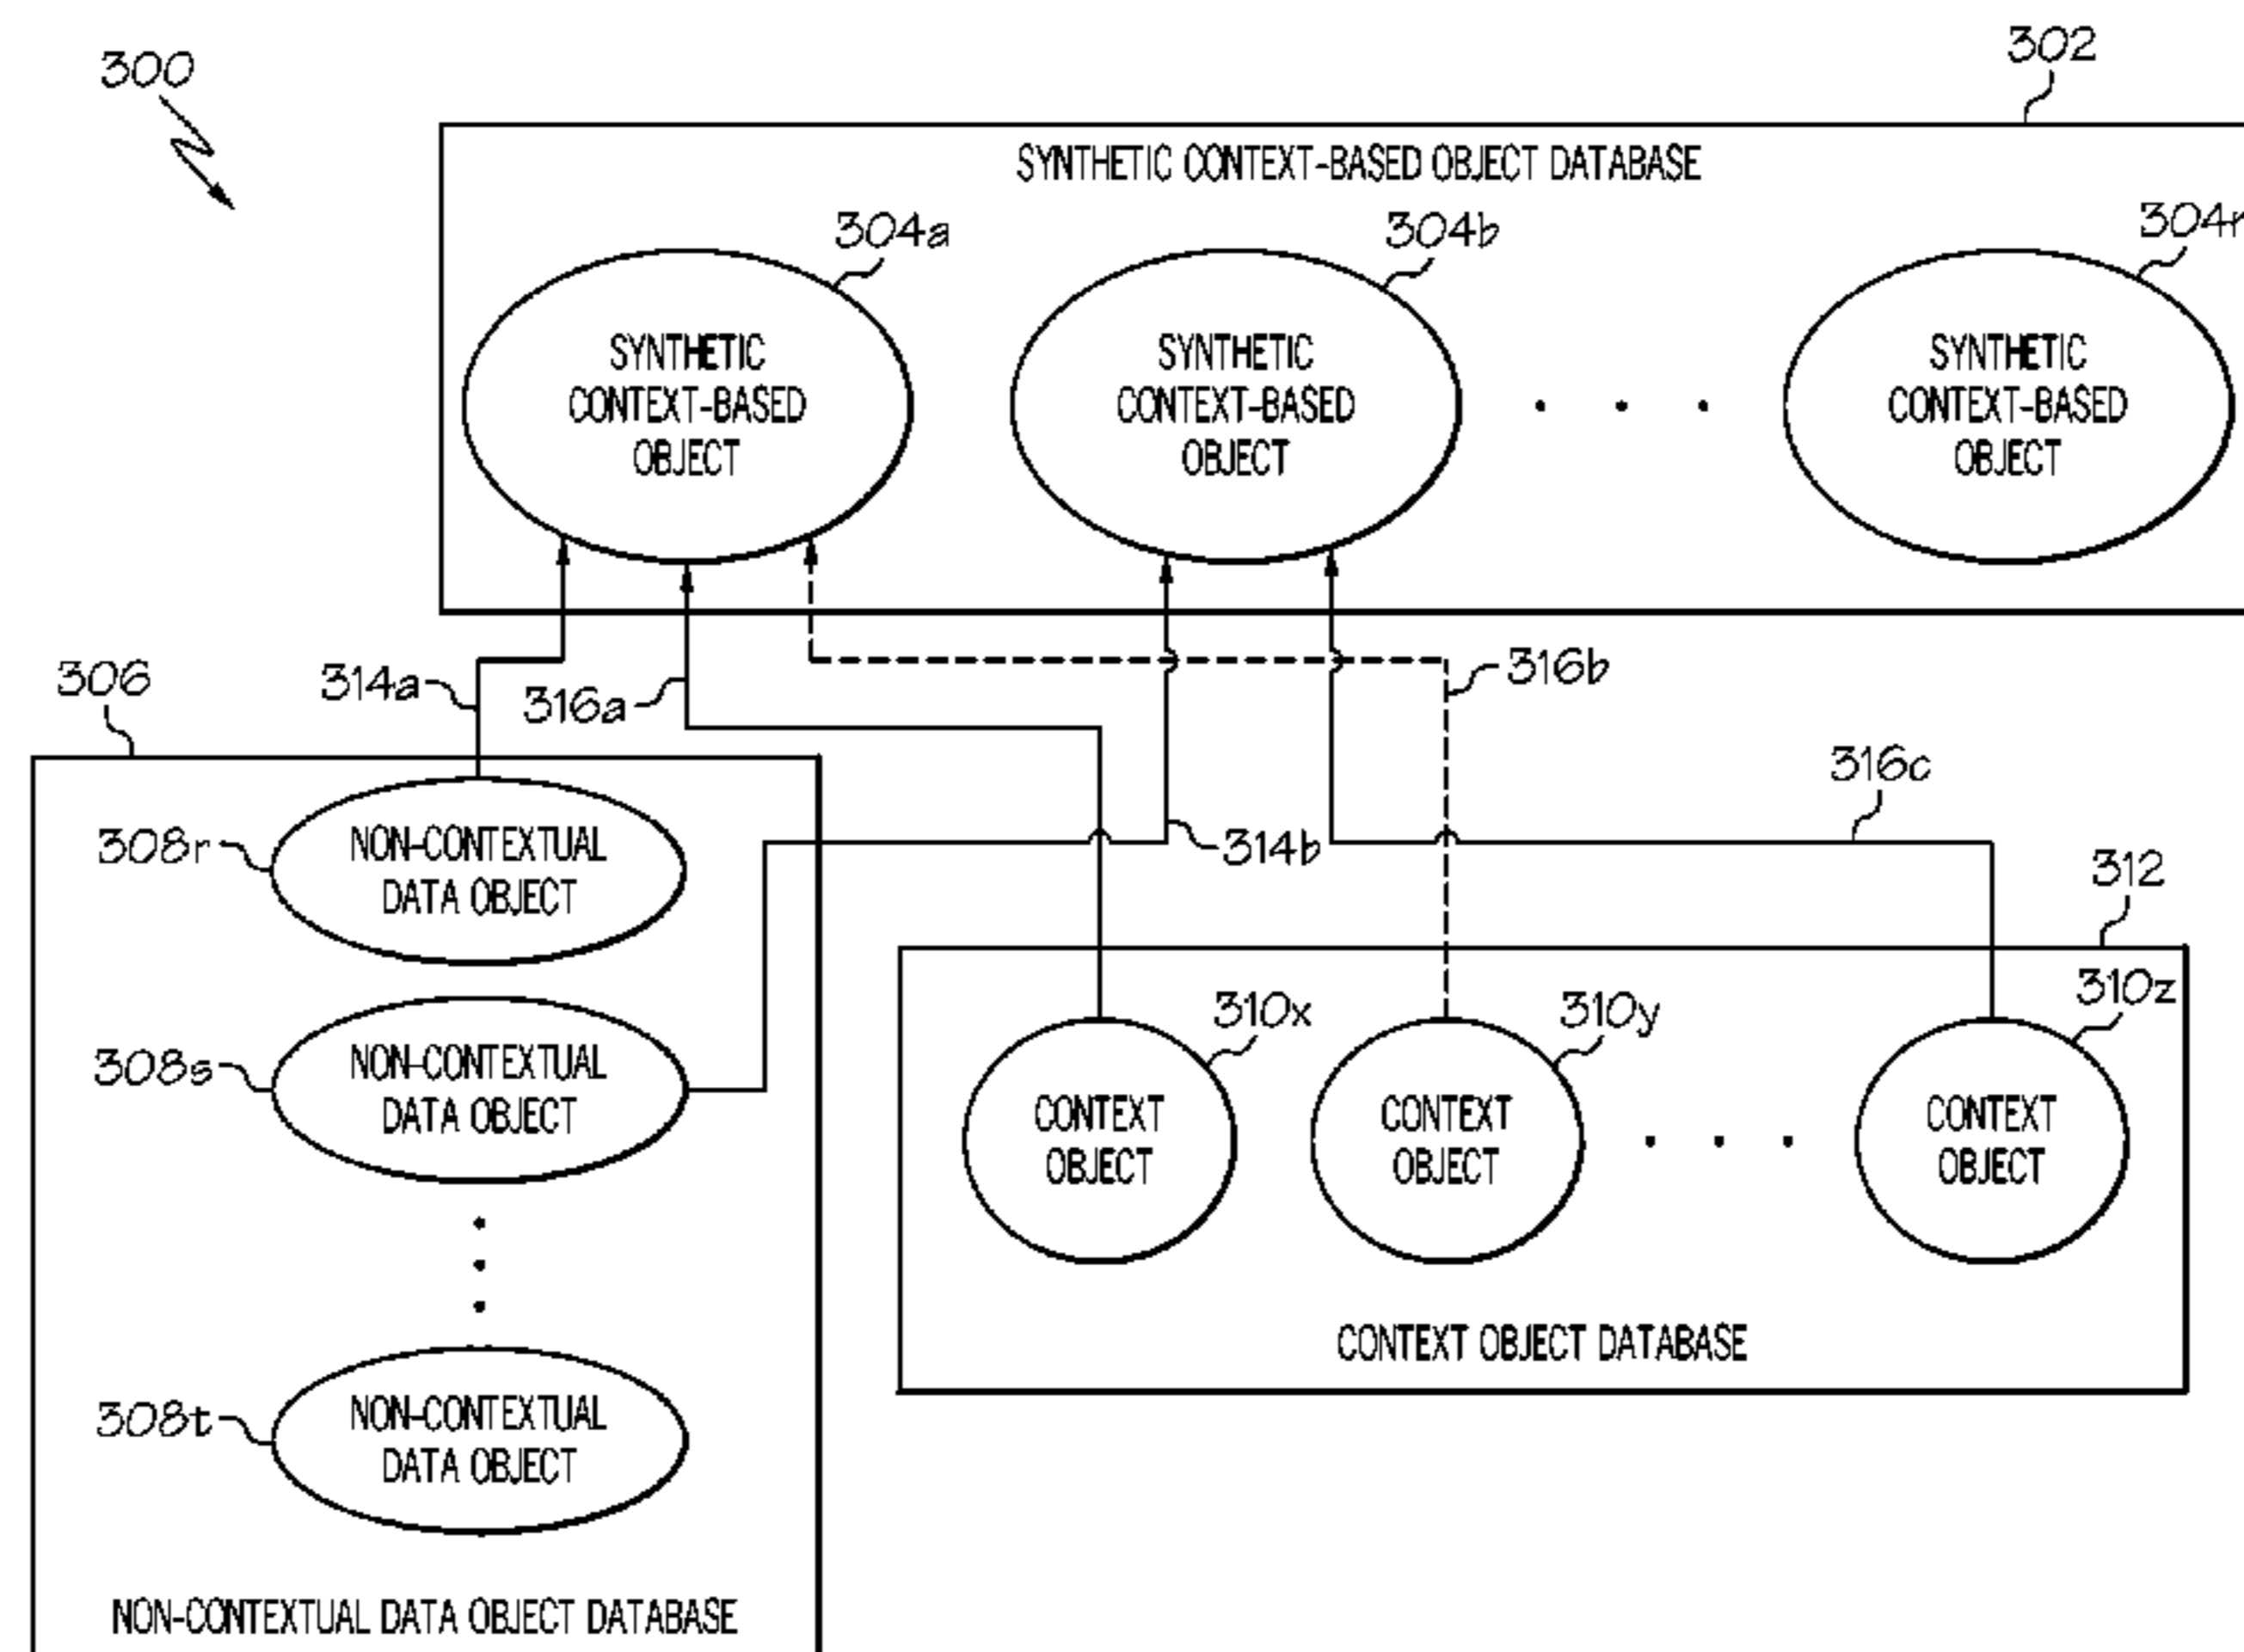 300
302
SYNTHETIC CONTEXT-BASED OBJECT DATABASE
304a
304b
304n
SYNTHETIC
CONTEXT-BASED
OBJECT
SYNTHETIC
CONTEXT-BASED
OBJECT
. . .
SYNTHETIC
CONTEXT-BASED
OBJECT
306
314a
316a
316b
316c
314b
312
308r
NON-CONTEXTUAL
DATA OBJECT
308s
NON-CONTEXTUAL
DATA OBJECT
308t
NON-CONTEXTUAL
DATA OBJECT
NON-CONTEXTUAL DATA OBJECT DATABASE
310x
310y
310z
CONTEXT
OBJECT
CONTEXT
OBJECT
. . .
CONTEXT
OBJECT
CONTEXT OBJECT DATABASE